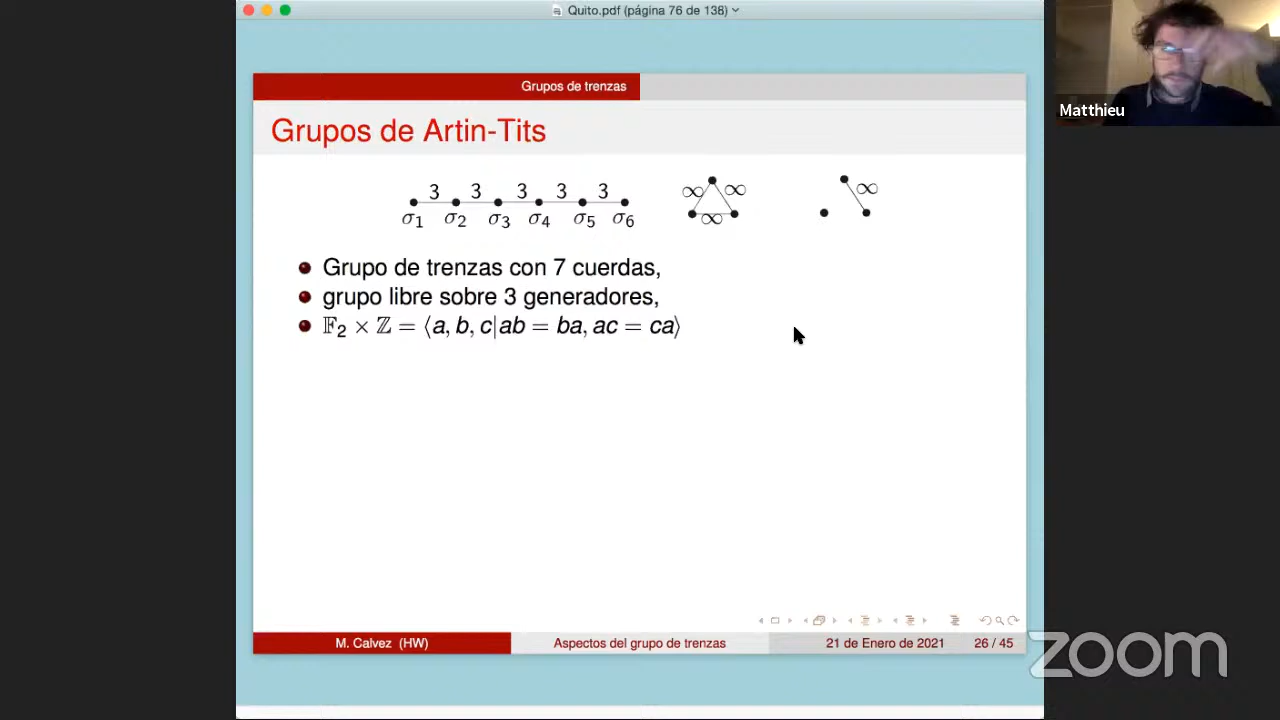 Quito.pdf (página 76 de 138)
Matthieu
Grupos de trenzas
Grupos de Artin-Tits
3 3 3 3 3
σ1 σ2 σ3 σ4 σ5 σ6
∞ ∞
∞
∞
Grupo de trenzas con 7 cuerdas,
grupo libre sobre 3 generadores,
𝔽₂ × ℤ = ⟨a, b, c|ab = ba, ac = ca⟩
M. Calvez (HW) Aspectos del grupo de trenzas 21 de Enero de 2021 26 / 45
zoom